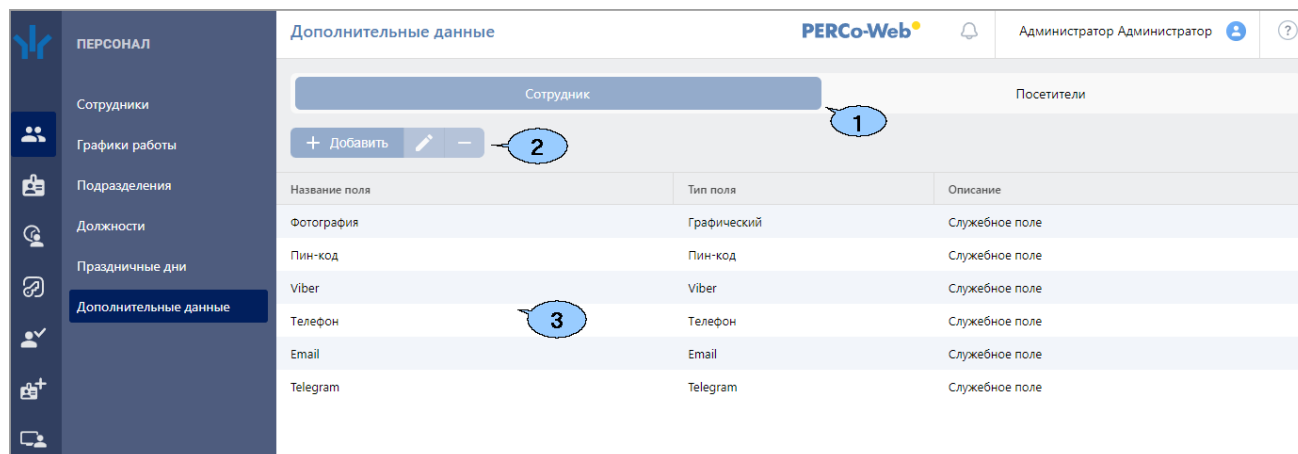 ПЕРСОНАЛ
Сотрудники
Графики работы
Подразделения
Должности
Праздничные дни
Дополнительные данные
Дополнительные данные PERCo-Web Администратор Администратор ?
Сотрудник Посетители
1
+ Добавить 2
Название поля Тип поля Описание
Фотография Графический Служебное поле
Пин-код Пин-код Служебное поле
Viber Viber Служебное поле
Телефон 3 Телефон Служебное поле
Email Email Служебное поле
Telegram Telegram Служебное поле